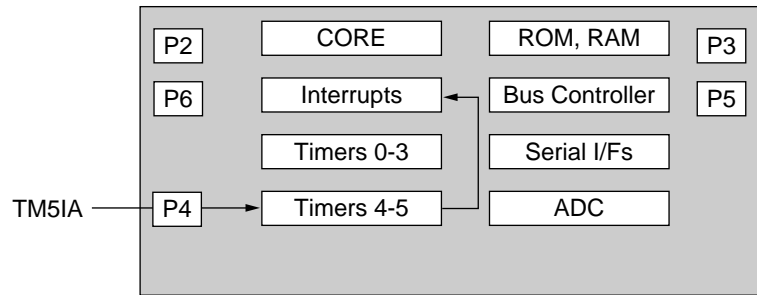 P2
CORE
ROM, RAM
P3
P6
Interrupts
Bus Controller
P5
Timers 0-3
Serial I/Fs
TM5IA
P4
Timers 4-5
ADC